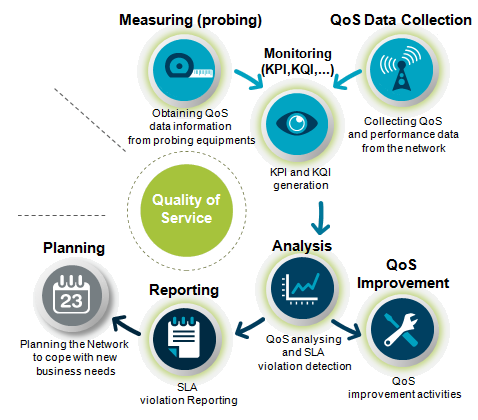 Measuring (probing)
Obtaining QoS
data information
from probing equipments
Monitoring
(KPI,KQI,...)
KPI and KQI
generation
QoS Data Collection
Collecting QoS
and performance data
from the network
Quality of
Service
Planning
23
Planning the Network
to cope with new
business needs
Reporting
SLA
violation Reporting
Analysis
QoS analysing
and SLA
violation detection
QoS
Improvement
QoS
improvement activities